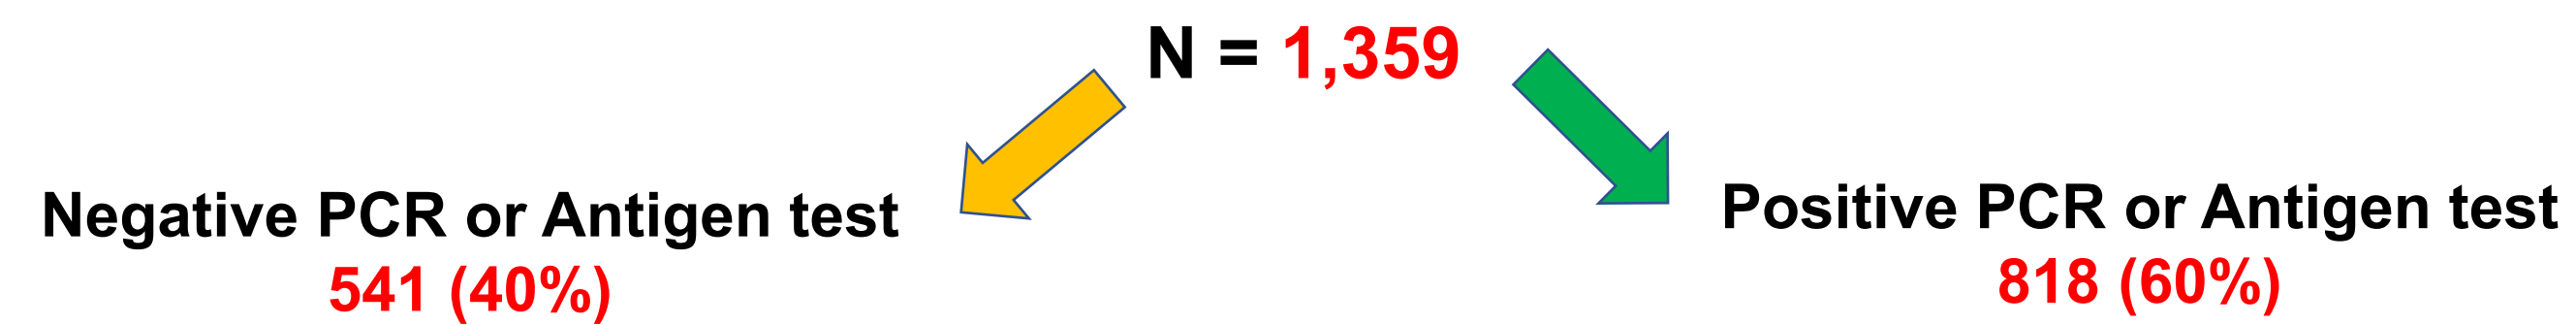 N = 1,359
Negative PCR or Antigen test
541 (40%)
Positive PCR or Antigen test
818 (60%)